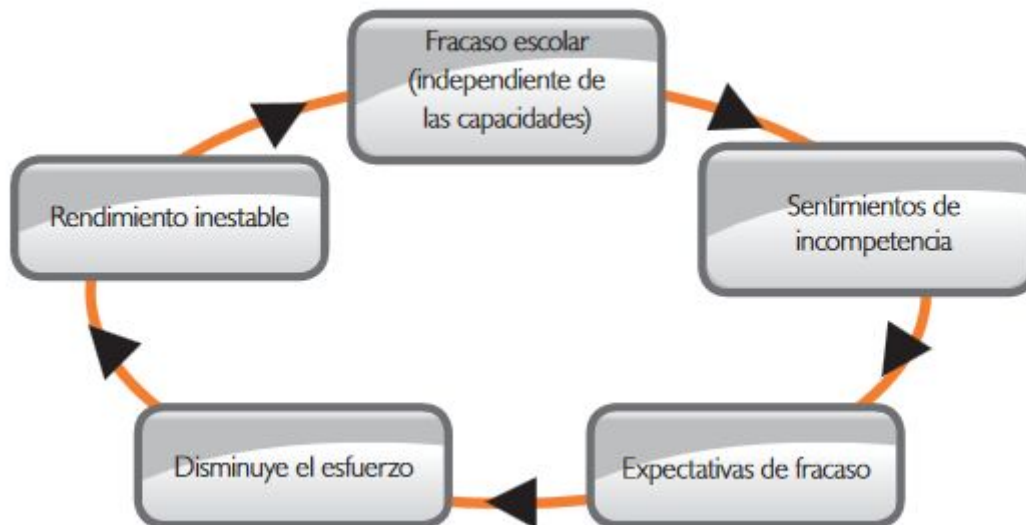 Fracaso escolar
(independiente de
las capacidades)
Sentimientos de
incompetencia
Expectativas de fracaso
Disminuye el esfuerzo
Rendimiento inestable